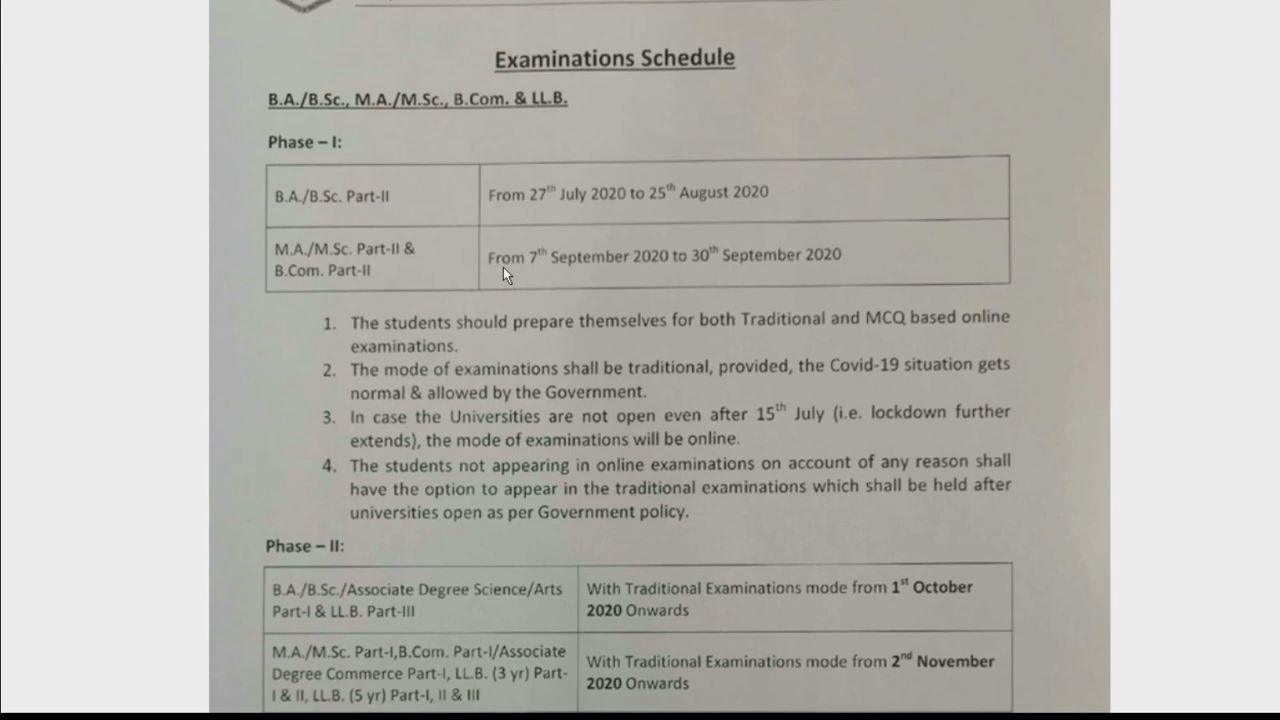 Examinations Schedule
B.A./B.Sc., M.A./M.Sc., B.Com. & LL.B.
Phase – I:
B.A./B.Sc. Part-II
From 27th July 2020 to 25th August 2020
M.A./M.Sc. Part-II &
B.Com. Part-II
From 7th September 2020 to 30th September 2020
1. The students should prepare themselves for both Traditional and MCQ based online
examinations.
2. The mode of examinations shall be traditional, provided, the Covid-19 situation gets
normal & allowed by the Government.
3. In case the Universities are not open even after 15th July (i.e. lockdown further
extends), the mode of examinations will be online.
4. The students not appearing in online examinations on account of any reason shall
have the option to appear in the traditional examinations which shall be held after
universities open as per Government policy.
Phase – II:
B.A./B.Sc./Associate Degree Science/Arts
Part-I & LL.B. Part-III
With Traditional Examinations mode from 1st October
2020 Onwards
M.A./M.Sc. Part-I,B.Com. Part-I/Associate
Degree Commerce Part-I, LL.B. (3 yr) Part-
I & II, LL.B. (5 yr) Part-I, II & III
With Traditional Examinations mode from 2nd November
2020 Onwards